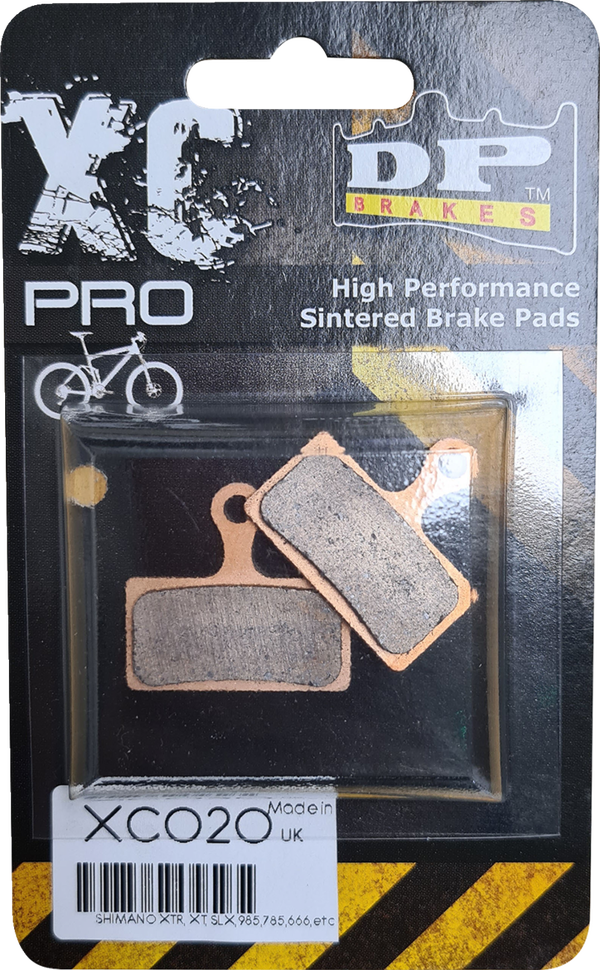 XC
PRO
DP
TM
BRAKES
High Performance
Sintered Brake Pads
XC020
Made in
UK
SHIMANO XTR, XT, SLX, 985,785,666,etc